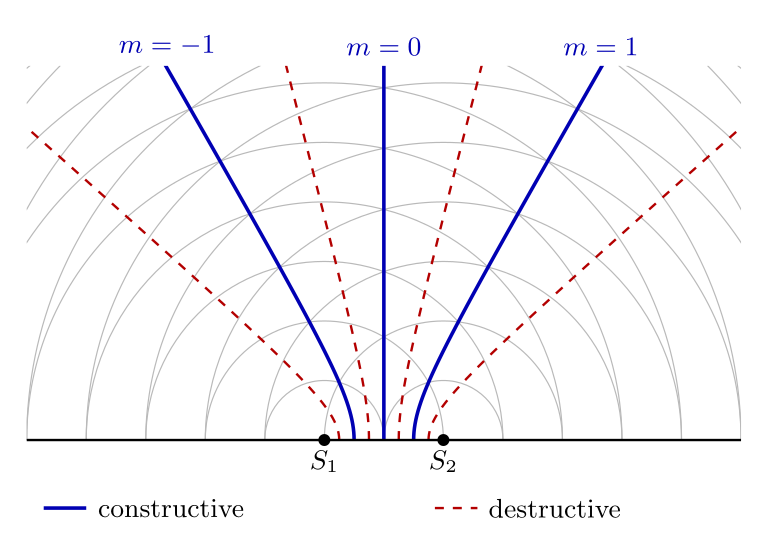 m = −1 m = 0 m = 1
S₁ S₂
constructive destructive